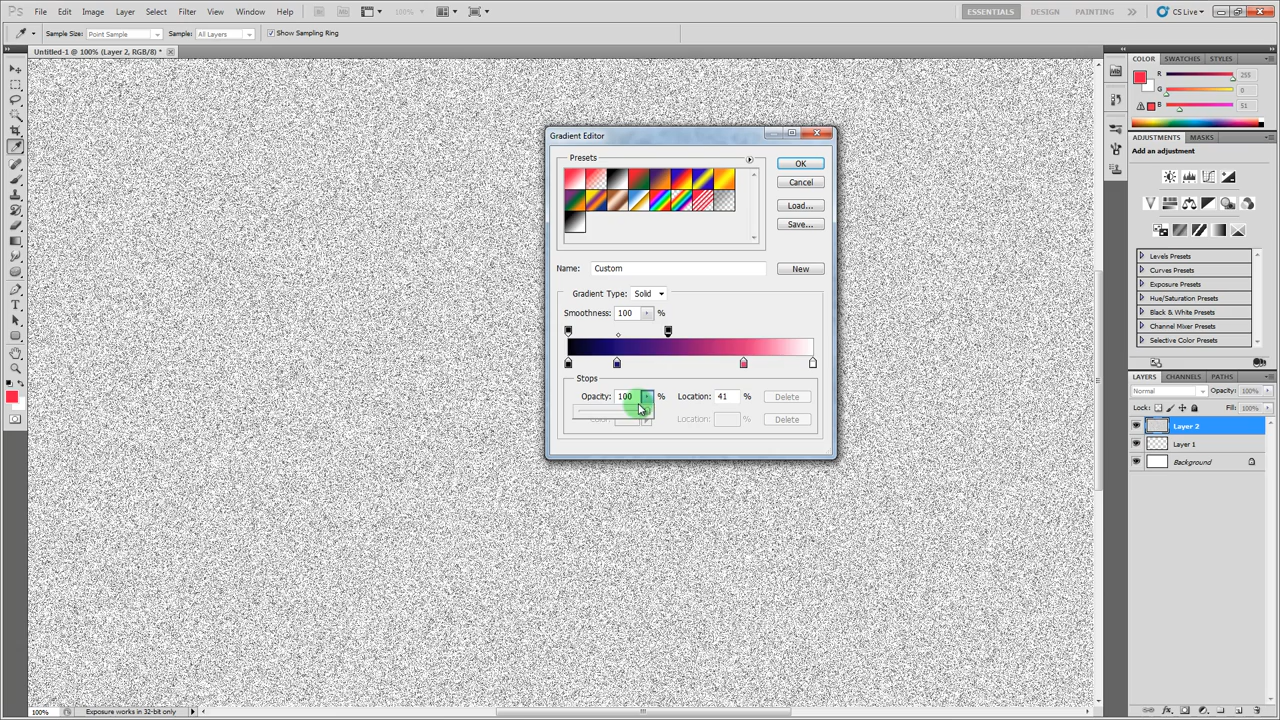 Ps File Edit Image Layer Select Filter View Window Help 100% ESSENTIALS DESIGN PAINTING CS Live
Sample Size: Point Sample Sample: All Layers Show Sampling Ring
Untitled-1 @ 100% (Layer 2, RGB/8) *
COLOR SWATCHES STYLES
R 255
G 0
B 51
ADJUSTMENTS MASKS
Add an adjustment
Levels Presets
Curves Presets
Exposure Presets
Hue/Saturation Presets
Black & White Presets
Channel Mixer Presets
Selective Color Presets
LAYERS CHANNELS PATHS
Normal Opacity: 100%
Lock: Fill: 100%
Layer 2
Layer 1
Background
Gradient Editor
Presets
OK
Cancel
Load...
Save...
Name: Custom New
Gradient Type: Solid
Smoothness: 100 %
Stops
Opacity: 100 % Location: 41 % Delete
Location: % Delete
100% Exposure works in 32-bit only